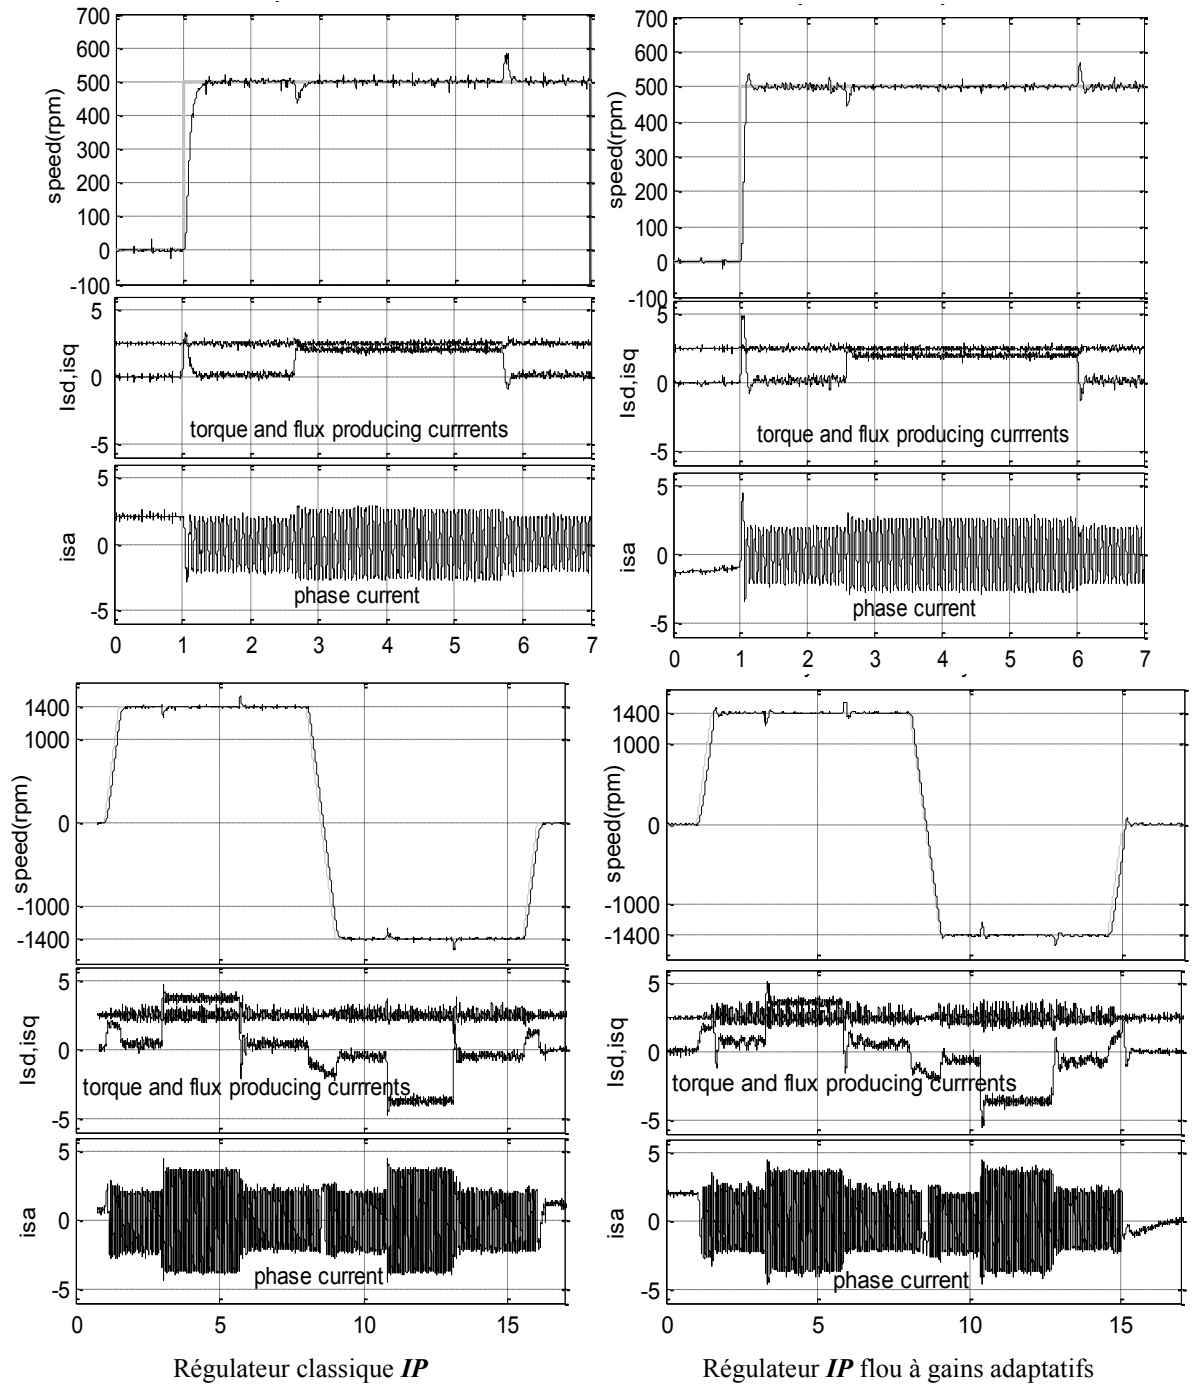 700
600
500
400
300
200
100
0
-100
speed(rpm)
5
0
-5
Isd,isq
torque and flux producing currrents
5
0
-5
isa
phase current
0 1 2 3 4 5 6 7
700
600
500
400
300
200
100
0
-100
speed(rpm)
5
0
-5
Isd,isq
torque and flux producing currrents
5
0
-5
isa
phase current
0 1 2 3 4 5 6 7
1400
1000
0
-1000
-1400
speed(rpm)
5
0
-5
Isd,isq
torque and flux producing currrents
5
0
-5
isa
phase current
0 5 10 15
1400
1000
0
-1000
-1400
speed(rpm)
5
0
-5
Isd,isq
torque and flux producing currrents
5
0
-5
isa
phase current
0 5 10 15
Régulateur classique IP
Régulateur IP flou à gains adaptatifs